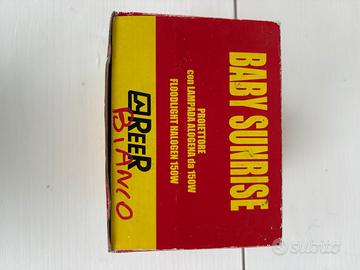 BABY SUNRISE
PROIETTORE
con LAMPADA ALOGENA da 150W
FLOODLIGHT HALOGEN 150W
REER
BIANCO
subito